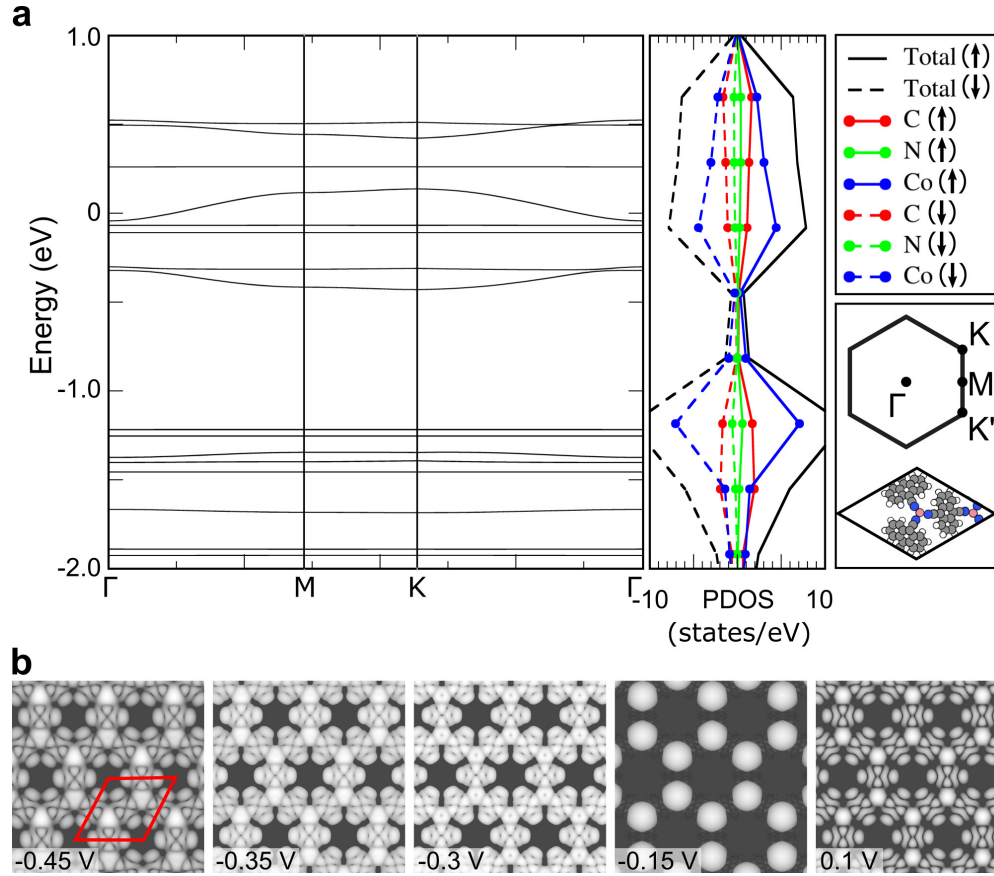 a
Energy (eV)
1.0
0
-1.0
-2.0
Γ M K Γ
-10 PDOS 10
(states/eV)
Total (↑)
Total (↓)
C (↑)
N (↑)
Co (↑)
C (↓)
N (↓)
Co (↓)
K
M
Γ
K'
b
-0.45 V
-0.35 V
-0.3 V
-0.15 V
0.1 V